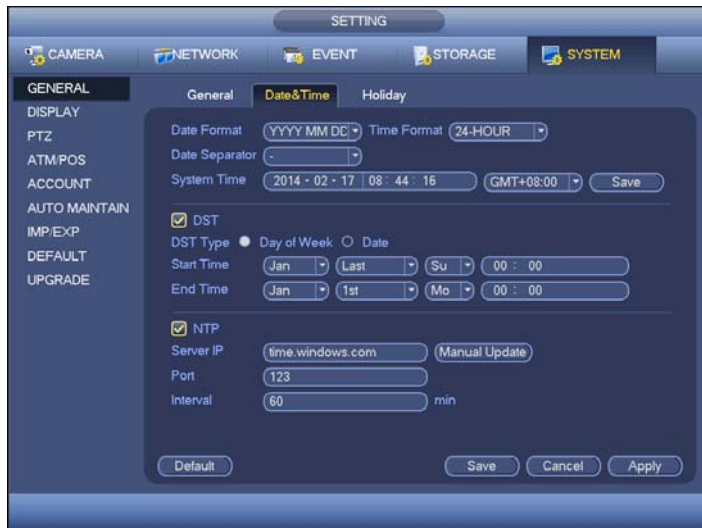 SETTING
CAMERA NETWORK EVENT STORAGE SYSTEM
GENERAL
DISPLAY
PTZ
ATM/POS
ACCOUNT
AUTO MAINTAIN
IMP/EXP
DEFAULT
UPGRADE
General Date&Time Holiday
Date Format YYYY MM DD Time Format 24-HOUR
Date Separator -
System Time 2014 - 02 - 17 08 : 44 : 16 GMT+08:00 Save
DST
DST Type Day of Week Date
Start Time Jan Last Su 00 : 00
End Time Jan 1st Mo 00 : 00
NTP
Server IP time.windows.com Manual Update
Port 123
Interval 60 min
Default Save Cancel Apply